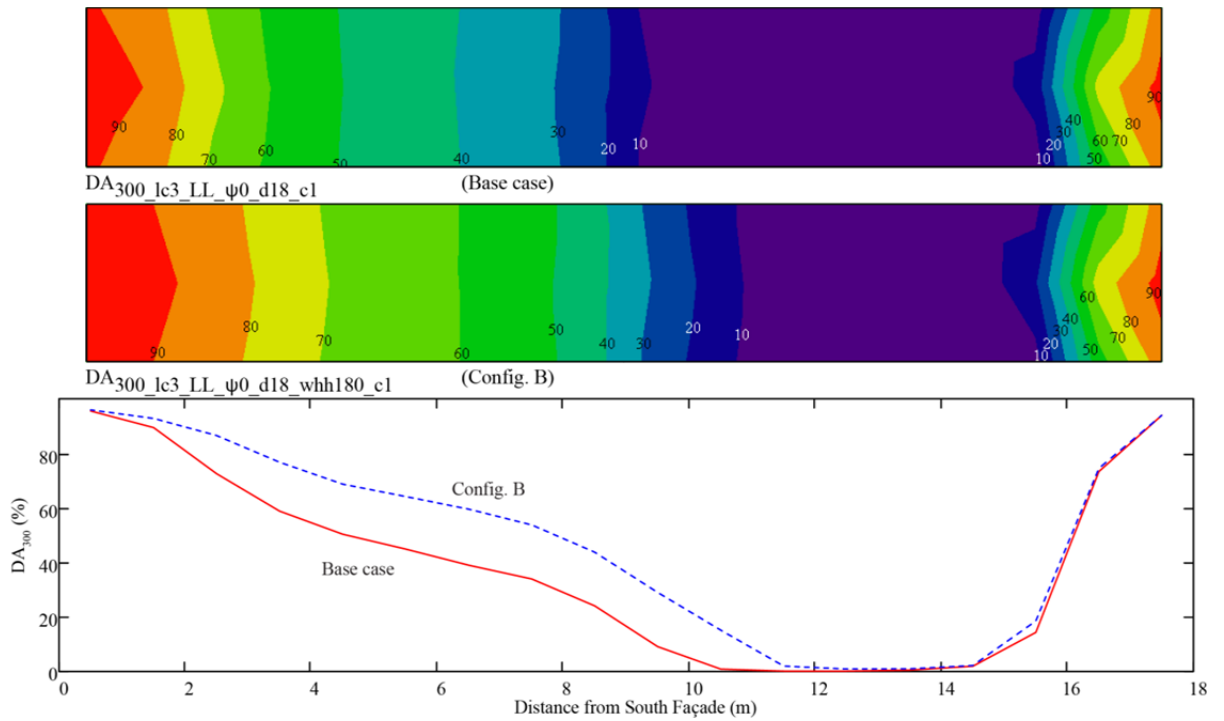 90 80 70 60 50 40 30 20 10 10 20 30 40 50 60 70 80 90
DA300_lc3_LL_ψ0_d18_c1 (Base case)
90 80 70 60 50 40 30 20 10 10 20 30 40 50 60 70 80 90
DA300_lc3_LL_ψ0_d18_whh180_c1 (Config. B)
80
60
40
20
0
DA300 (%)
Config. B
Base case
0 2 4 6 8 10 12 14 16 18
Distance from South Façade (m)